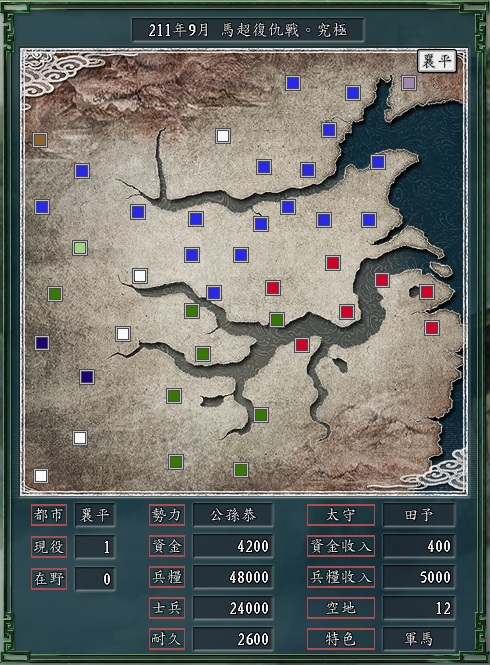 211年9月 馬超復仇戰。究極
襄平
都市 襄平 勢力 公孫恭 太守 田予
現役 1 資金 4200 資金收入 400
在野 0 兵糧 48000 兵糧收入 5000
士兵 24000 空地 12
耐久 2600 特色 軍馬